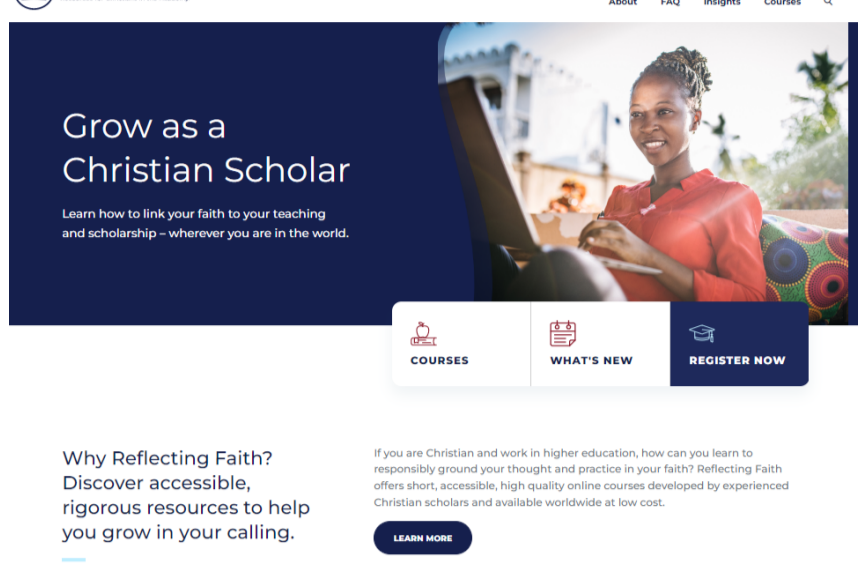 About FAQ Insights Courses
Grow as a
Christian Scholar
Learn how to link your faith to your teaching
and scholarship – wherever you are in the world.
COURSES
WHAT'S NEW
REGISTER NOW
Why Reflecting Faith?
Discover accessible,
rigorous resources to help
you grow in your calling.
If you are Christian and work in higher education, how can you learn to
responsibly ground your thought and practice in your faith? Reflecting Faith
offers short, accessible, high quality online courses developed by experienced
Christian scholars and available worldwide at low cost.
LEARN MORE